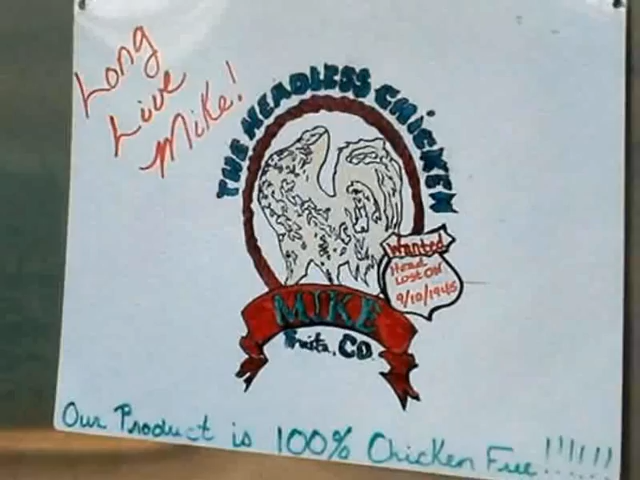 Long
Live
Mike!
THE HEADLESS CHICKEN
Wanted
Head
Lost ON
9/10/1945
MIKE
Fruita, CO.
Our Product is 100% Chicken Free!!!!!!!